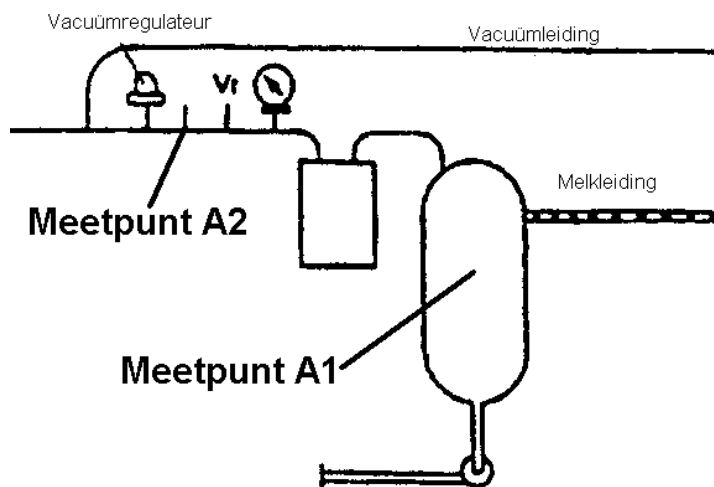 Vacuümregulateur
Vacuümleiding
Vr
Meetpunt A2
Melkleiding
Meetpunt A1